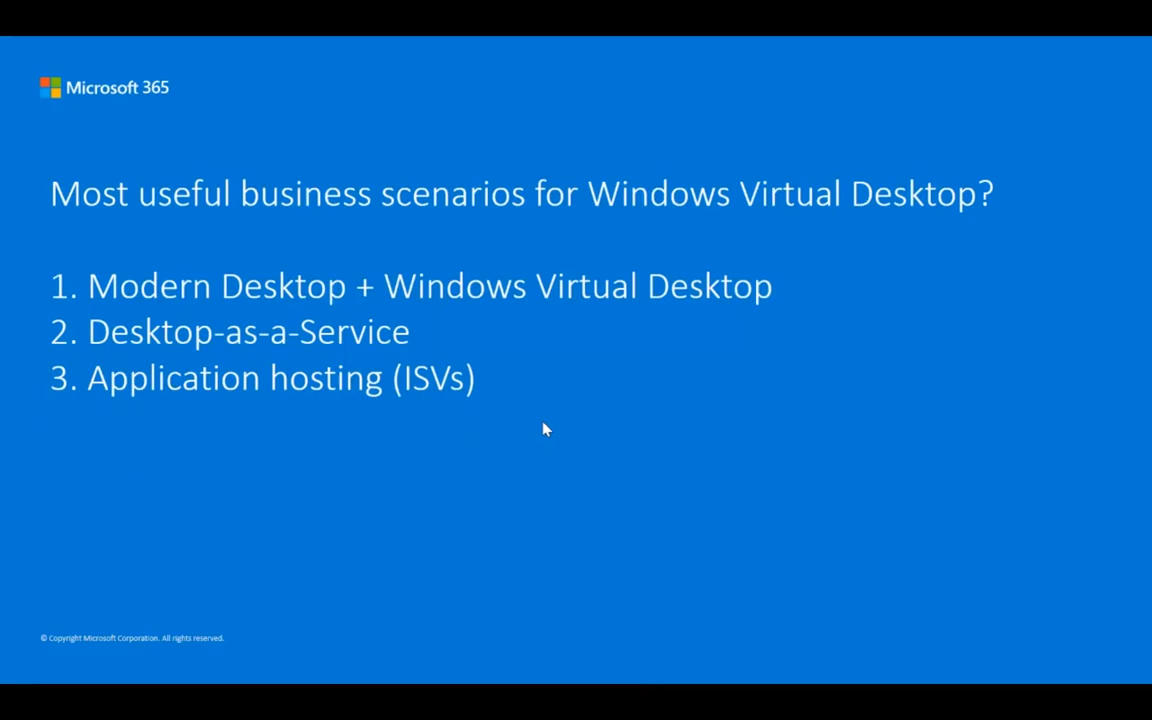 Microsoft 365
Most useful business scenarios for Windows Virtual Desktop?
1. Modern Desktop + Windows Virtual Desktop
2. Desktop-as-a-Service
3. Application hosting (ISVs)
© Copyright Microsoft Corporation. All rights reserved.